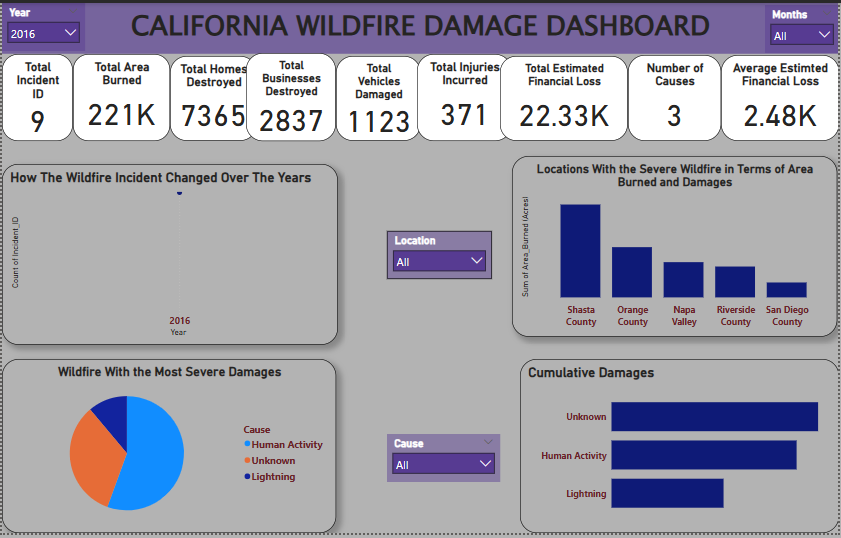 Year
2016
CALIFORNIA WILDFIRE DAMAGE DASHBOARD
Months
All
Total
Incident
ID
9
Total Area
Burned
221K
Total Homes
Destroyed
7365
Total
Businesses
Destroyed
2837
Total
Vehicles
Damaged
1123
Total Injuries
Incurred
371
Total Estimated
Financial Loss
22.33K
Number of
Causes
3
Average Estimted
Financial Loss
2.48K
How The Wildfire Incident Changed Over The Years
Count of Incident_ID
2016
Year
Location
All
Locations With the Severe Wildfire in Terms of Area
Burned and Damages
Sum of Area_Burned (Acres)
Shasta
County
Orange
County
Napa
Valley
Riverside
County
San Diego
County
Wildfire With the Most Severe Damages
Cause
Human Activity
Unknown
Lightning
Cause
All
Cumulative Damages
Unknown
Human Activity
Lightning